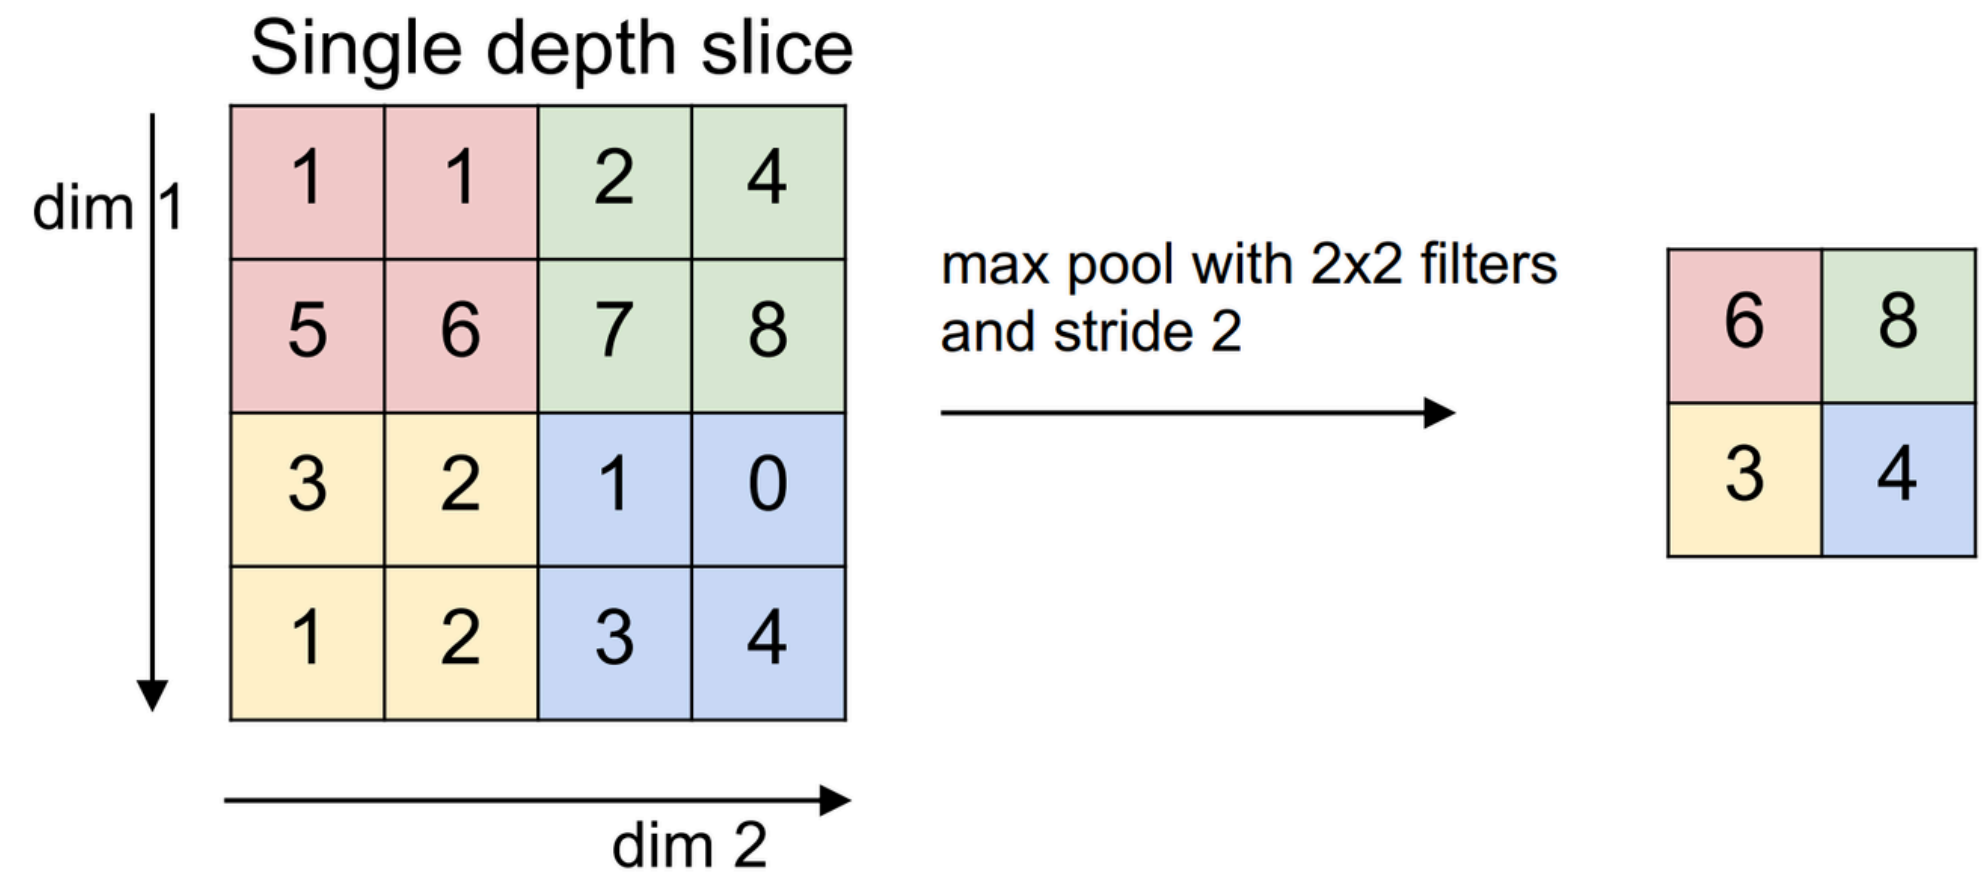 Single depth slice
dim 1
1 1 2 4
5 6 7 8
3 2 1 0
1 2 3 4
dim 2
max pool with 2x2 filters
and stride 2
6 8
3 4